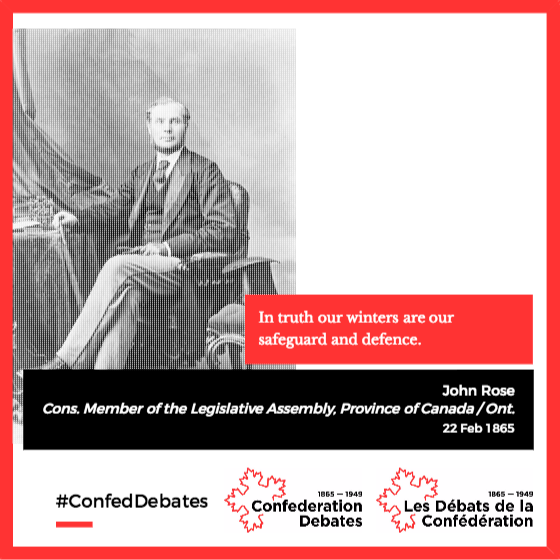 In truth our winters are our
safeguard and defence.
John Rose
Cons. Member of the Legislative Assembly, Province of Canada / Ont.
22 Feb 1865
#ConfedDebates
1865 — 1949
Confederation
Debates
1865 — 1949
Les Débats de la
Confédération